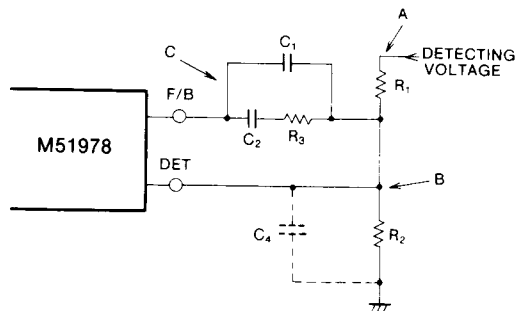 A
C
C₁
DETECTING
VOLTAGE
F/B
R₁
C₂
R₃
M51978
DET
B
C₄
R₂